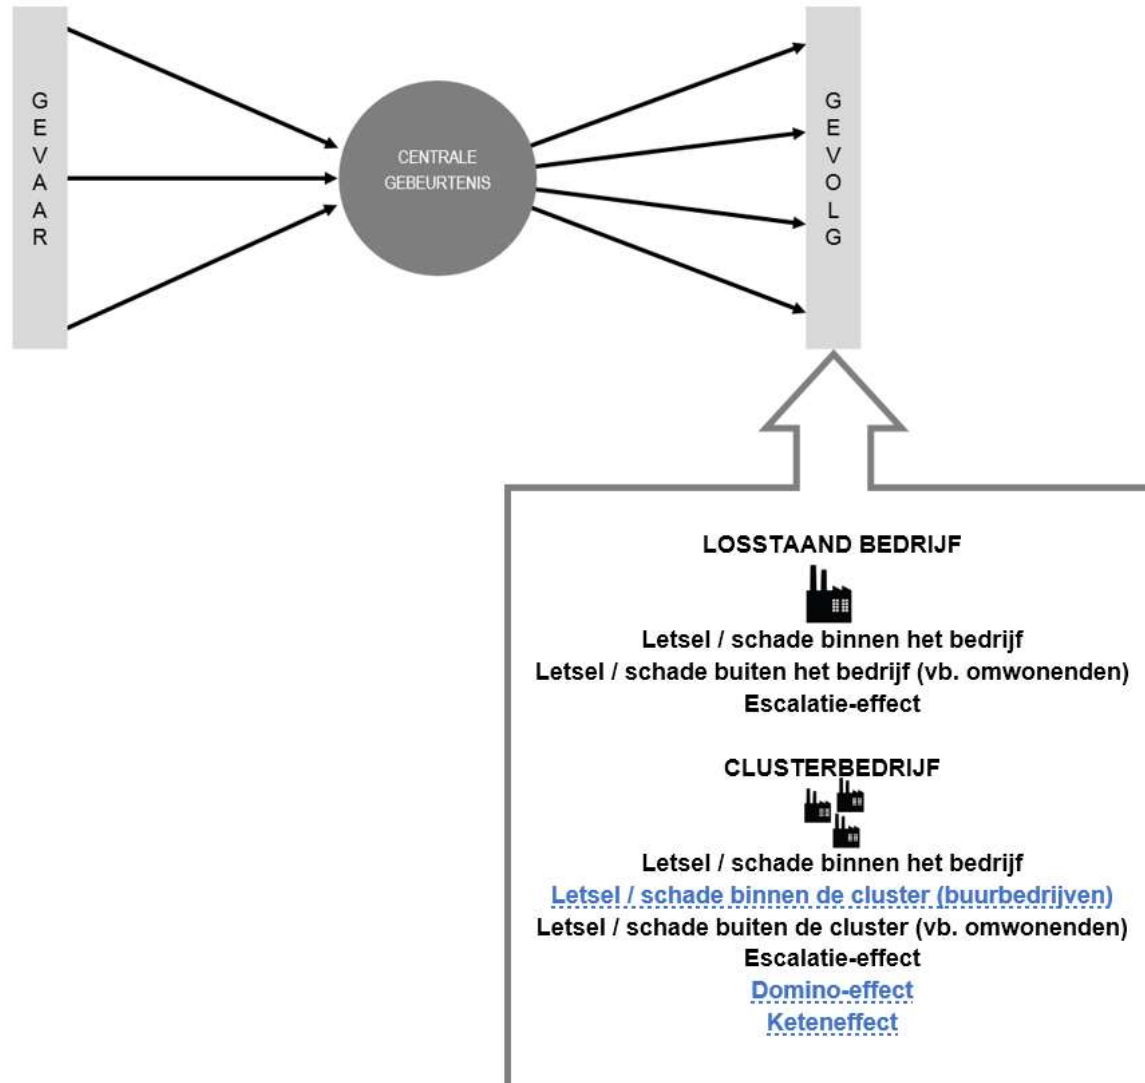 GEVAAR
CENTRALE
GEBEURTENIS
GEVOLG
LOSSTAAND BEDRIJF
Letsel / schade binnen het bedrijf
Letsel / schade buiten het bedrijf (vb. omwonenden)
Escalatie-effect
CLUSTERBEDRIJF
Letsel / schade binnen het bedrijf
Letsel / schade binnen de cluster (buurbedrijven)
Letsel / schade buiten de cluster (vb. omwonenden)
Escalatie-effect
Domino-effect
Keteneffect